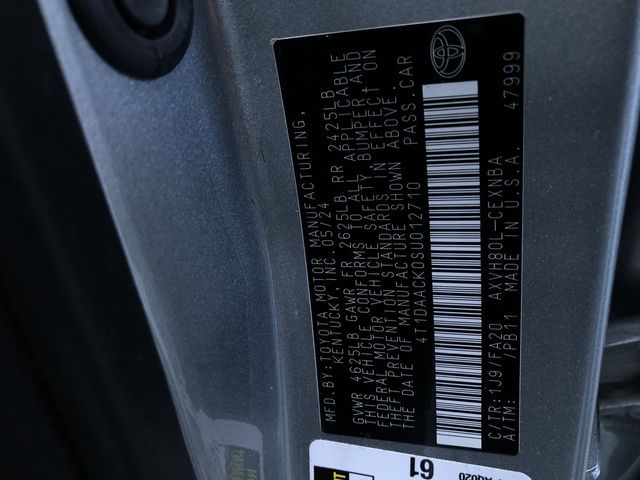 MFD.BY:TOYOTA MOTOR MANUFACTURING,
KENTUCKY, INC. 05/24
GVWR 4625LB GAWR FR 2625LB RR 2425LB
THIS VEHICLE CONFORMS TO ALL APPLICABLE
FEDERAL MOTOR VEHICLE SAFETY, BUMPER, AND
THEFT PREVENTION STANDARDS IN EFFECT ON
THE DATE OF MANUFACTURE SHOWN ABOVE.
4T1DAACK0SU012710 PASS.CAR
C/TR:1J9/FA20 AXVH80L-CEXNBA
A/TM: /PB11 MADE IN U.S.A. 47999
61